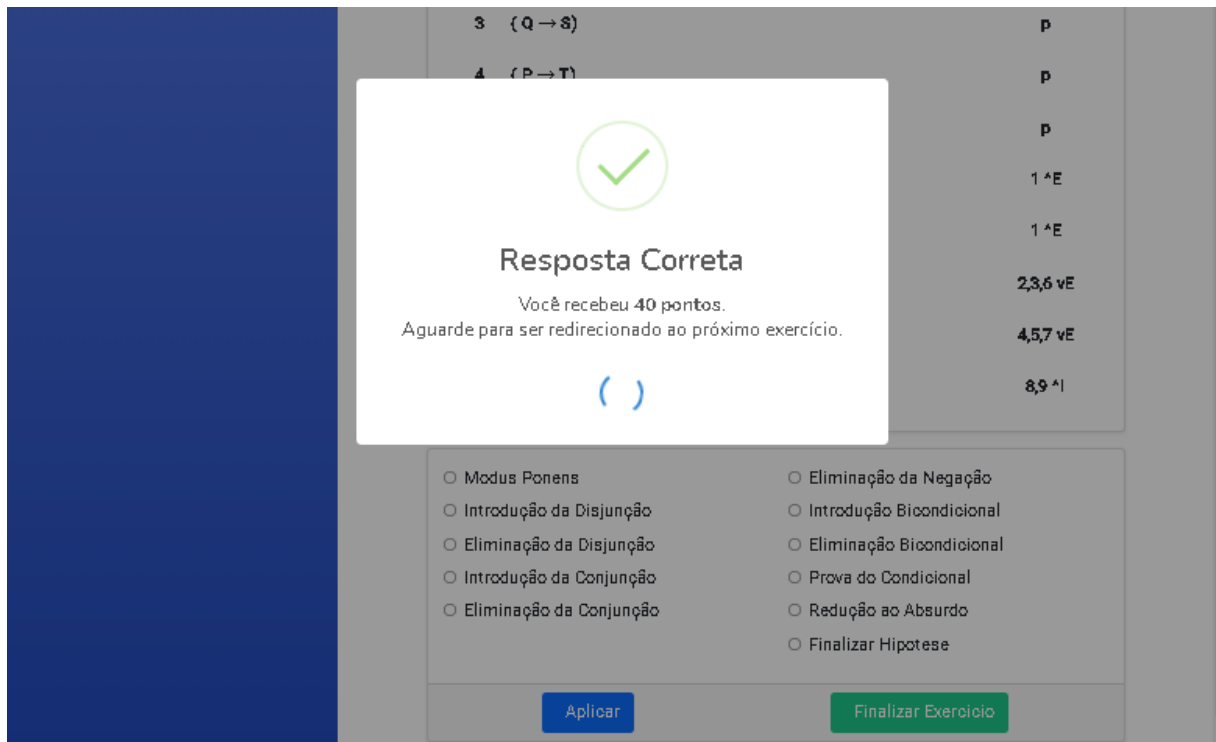 3 ( Q → S) p
4 ( P → T) p
p
1 ^E
1 ^E
2,3,6 vE
4,5,7 vE
8,9 ^I
Resposta Correta
Você recebeu 40 pontos.
Aguarde para ser redirecionado ao próximo exercício.
Modus Ponens
Introdução da Disjunção
Eliminação da Disjunção
Introdução da Conjunção
Eliminação da Conjunção
Eliminação da Negação
Introdução Bicondicional
Eliminação Bicondicional
Prova do Condicional
Redução ao Absurdo
Finalizar Hipotese
Aplicar
Finalizar Exercicio